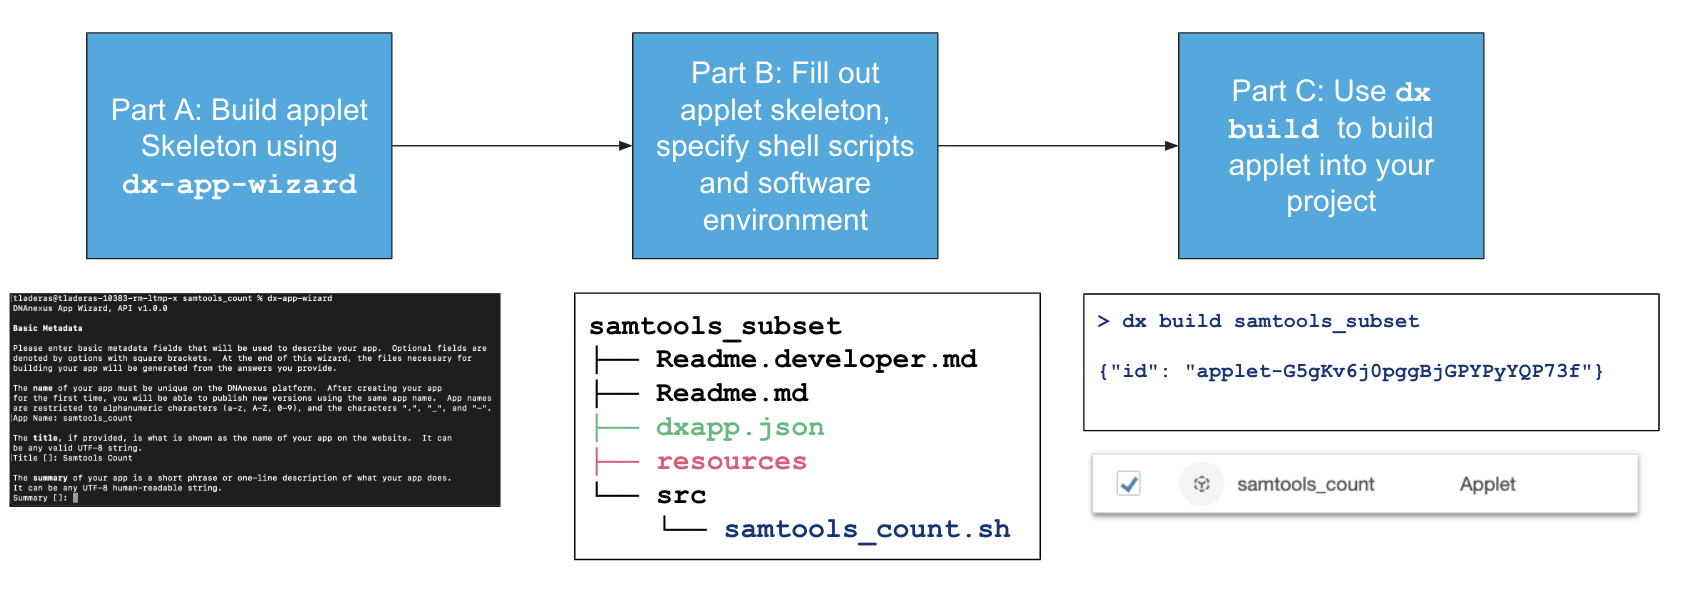 Part A: Build applet
Skeleton using
dx-app-wizard
Part B: Fill out
applet skeleton,
specify shell scripts
and software
environment
Part C: Use dx
build to build
applet into your
project
[tladeras@tladeras-10383-rm-ltmp-x samtools_count % dx-app-wizard
DNAnexus App Wizard, API v1.0.0
Basic Metadata
Please enter basic metadata fields that will be used to describe your app.  Optional fields are
denoted by options with square brackets.  At the end of this wizard, the files necessary for
building your app will be generated from the answers you provide.
The name of your app must be unique on the DNAnexus platform.  After creating your app
for the first time, you will be able to publish new versions using the same app name.  App names
are restricted to alphanumeric characters (a-z, A-Z, 0-9), and the characters ".", "_", and "-".
[App Name: samtools_count
The title, if provided, is what is shown as the name of your app on the website.  It can
be any valid UTF-8 string.
[Title []: Samtools Count
The summary of your app is a short phrase or one-line description of what your app does.
It can be any UTF-8 human-readable string.
Summary []:
samtools_subset
├── Readme.developer.md
├── Readme.md
├── dxapp.json
├── resources
└── src
└── samtools_count.sh
> dx build samtools_subset
{"id": "applet-G5gKv6j0pggBjGPYPyYQP73f"}
samtools_count Applet